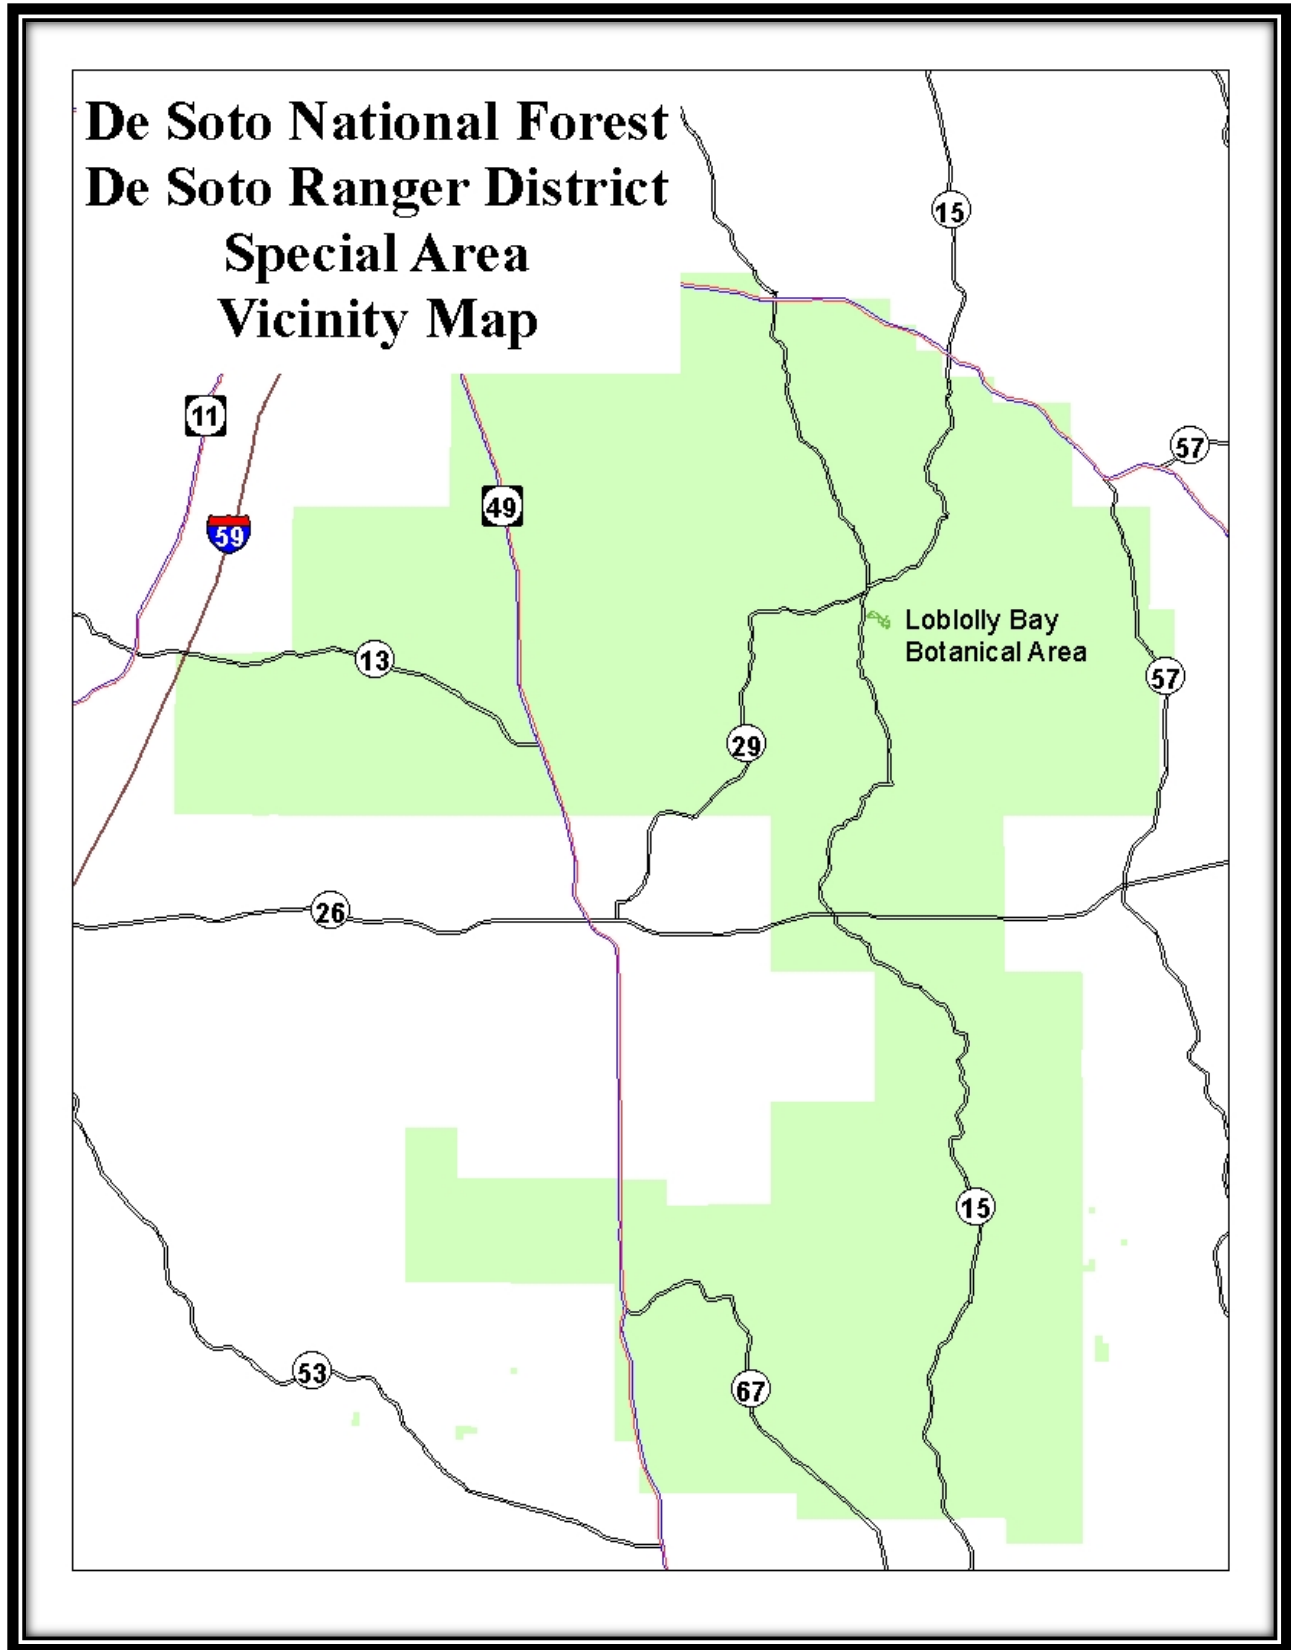 De Soto National Forest
De Soto Ranger District
Special Area
Vicinity Map
15
11
57
49
59
Loblolly Bay
Botanical Area
13
57
29
26
15
53
67